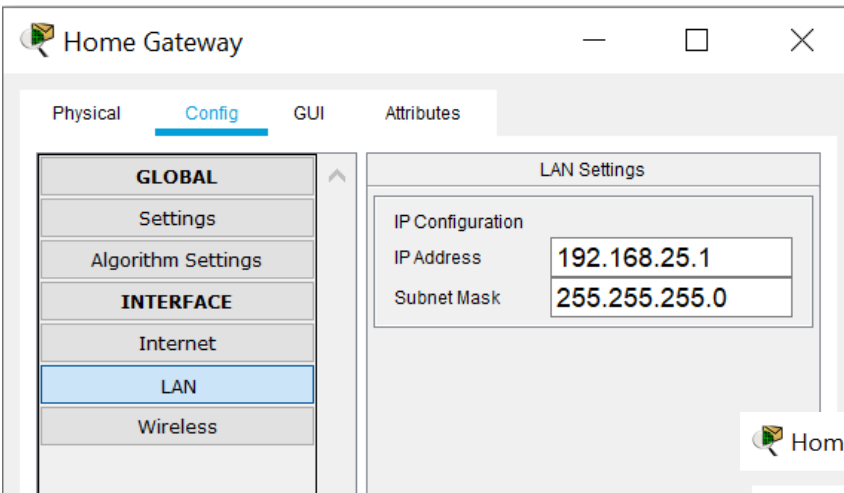 Home Gateway
Physical Config GUI Attributes
GLOBAL
Settings
Algorithm Settings
INTERFACE
Internet
LAN
Wireless
LAN Settings
IP Configuration
IP Address 192.168.25.1
Subnet Mask 255.255.255.0
Hom